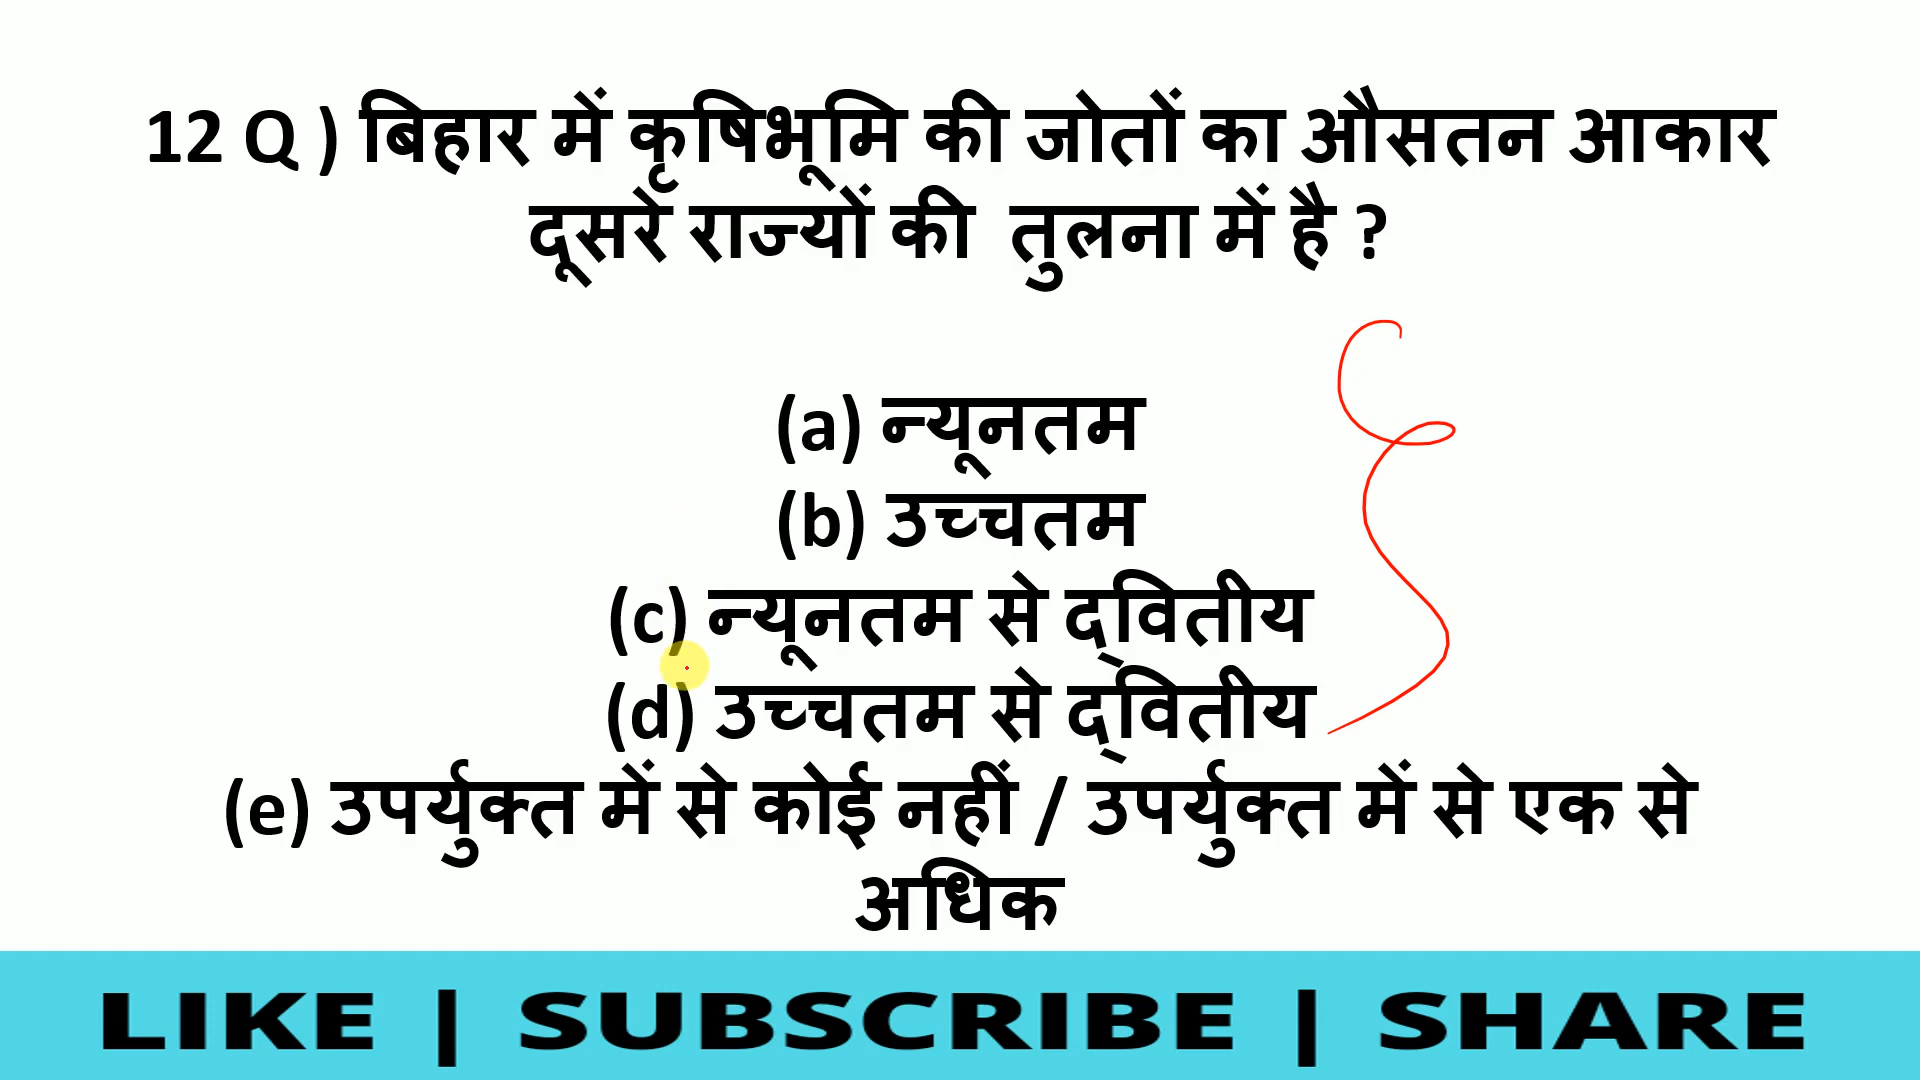 12 Q ) बिहार में कृषिभूमि की जोतों का औसतन आकार
दूसरे राज्यों की तुलना में है ?
(a) न्यूनतम
(b) उच्चतम
(c) न्यूनतम से द्वितीय
(d) उच्चतम से द्वितीय
(e) उपर्युक्त में से कोई नहीं / उपर्युक्त में से एक से
अधिक
LIKE | SUBSCRIBE | SHARE